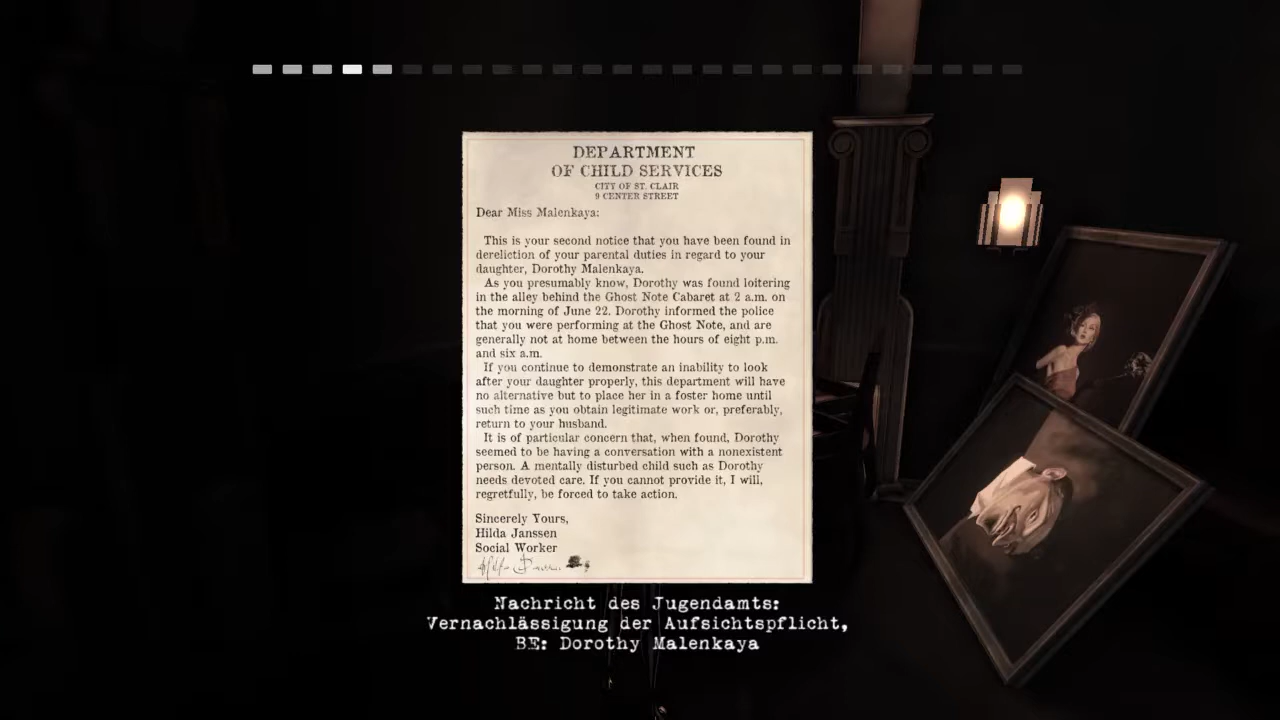 DEPARTMENT
OF CHILD SERVICES
CITY OF ST. CLAIR
9 CENTER STREET
Dear Miss Malenkaya:
This is your second notice that you have been found in
dereliction of your parental duties in regard to your
daughter, Dorothy Malenkaya.
As you presumably know, Dorothy was found loitering
in the alley behind the Ghost Note Cabaret at 2 a.m. on
the morning of June 22. Dorothy informed the police
that you were performing at the Ghost Note, and are
generally not at home between the hours of eight p.m.
and six a.m.
If you continue to demonstrate an inability to look
after your daughter properly, this department will have
no alternative but to place her in a foster home until
such time as you obtain legitimate work or, preferably,
return to your husband.
It is of particular concern that, when found, Dorothy
seemed to be having a conversation with a nonexistent
person. A mentally disturbed child such as Dorothy
needs devoted care. If you cannot provide it, I will,
regretfully, be forced to take action.
Sincerely Yours,
Hilda Janssen
Social Worker
Nachricht des Jugendamts:
Vernachlässigung der Aufsichtspflicht,
BE: Dorothy Malenkaya